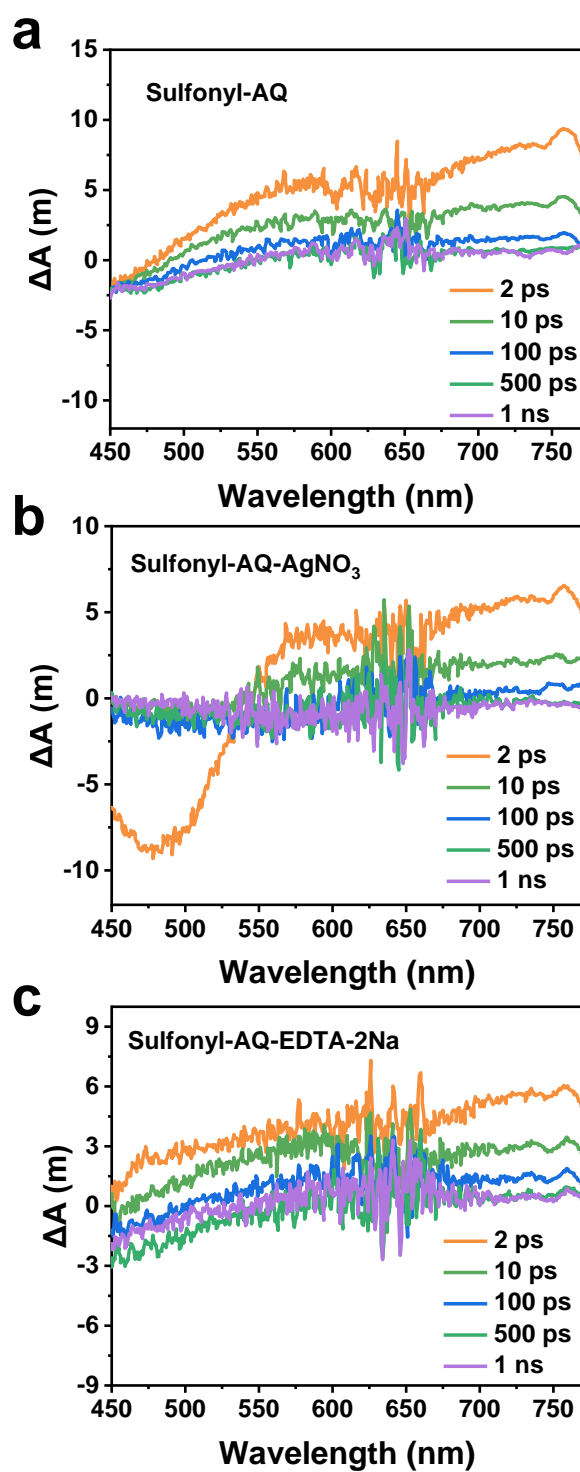 a
15
10
5
0
-5
-10
ΔA (m)
Sulfonyl-AQ
2 ps
10 ps
100 ps
500 ps
1 ns
450 500 550 600 650 700 750
Wavelength (nm)
b
10
5
0
-5
-10
ΔA (m)
Sulfonyl-AQ-AgNO₃
2 ps
10 ps
100 ps
500 ps
1 ns
450 500 550 600 650 700 750
Wavelength (nm)
c
9
6
3
0
-3
-6
-9
ΔA (m)
Sulfonyl-AQ-EDTA-2Na
2 ps
10 ps
100 ps
500 ps
1 ns
450 500 550 600 650 700 750
Wavelength (nm)